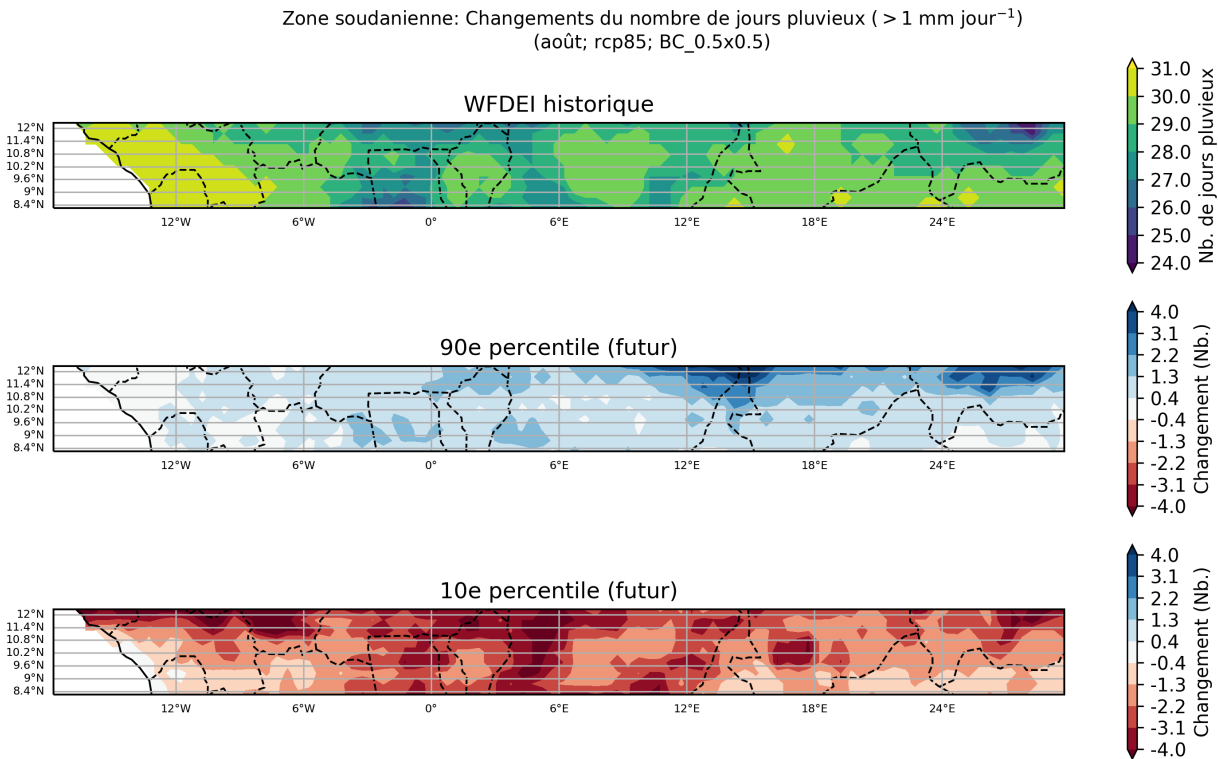 Zone soudanienne: Changements du nombre de jours pluvieux (> 1 mm jour⁻¹)
(août; rcp85; BC_0.5x0.5)
WFDEI historique
12°N
11.4°N
10.8°N
10.2°N
9.6°N
9°N
8.4°N
12°W 6°W 0° 6°E 12°E 18°E 24°E
31.0
30.0
29.0
28.0
27.0
26.0
25.0
24.0
Nb. de jours pluvieux
90e percentile (futur)
12°N
11.4°N
10.8°N
10.2°N
9.6°N
9°N
8.4°N
12°W 6°W 0° 6°E 12°E 18°E 24°E
4.0
3.1
2.2
1.3
0.4
-0.4
-1.3
-2.2
-3.1
-4.0
Changement (Nb.)
10e percentile (futur)
12°N
11.4°N
10.8°N
10.2°N
9.6°N
9°N
8.4°N
12°W 6°W 0° 6°E 12°E 18°E 24°E
4.0
3.1
2.2
1.3
0.4
-0.4
-1.3
-2.2
-3.1
-4.0
Changement (Nb.)